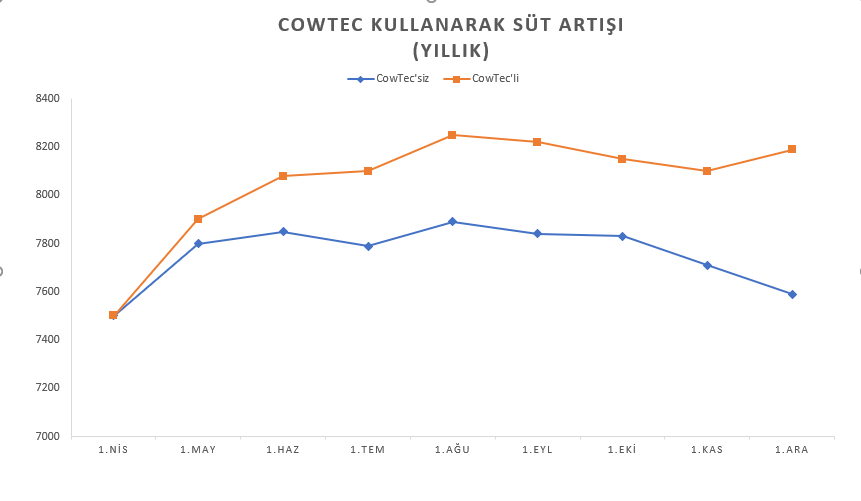 COWTEC KULLANARAK SÜT ARTIŞI
(YILLIK)
CowTec'siz CowTec'li
8400
8200
8000
7800
7600
7400
7200
7000
1.NİS 1.MAY 1.HAZ 1.TEM 1.AĞU 1.EYL 1.EKİ 1.KAS 1.ARA